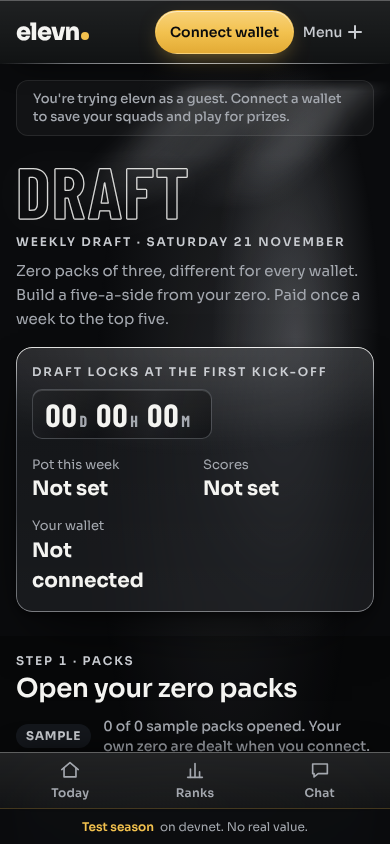 elevn.
Connect wallet
Menu
You're trying elevn as a guest. Connect a wallet
to save your squads and play for prizes.
DRAFT
WEEKLY DRAFT · SATURDAY 21 NOVEMBER
Zero packs of three, different for every wallet.
Build a five-a-side from your zero. Paid once a
week to the top five.
DRAFT LOCKS AT THE FIRST KICK-OFF
00D 00H 00M
Pot this week
Not set
Scores
Not set
Your wallet
Not
connected
STEP 1 · PACKS
Open your zero packs
SAMPLE
0 of 0 sample packs opened. Your
own zero are dealt when you connect.
Today
Ranks
Chat
Test season on devnet. No real value.